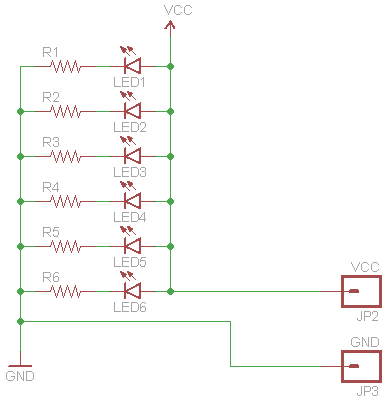 VCC
R1
LED1
R2
LED2
R3
LED3
R4
LED4
R5
LED5
R6
LED6
VCC
JP2
GND
GND
JP3